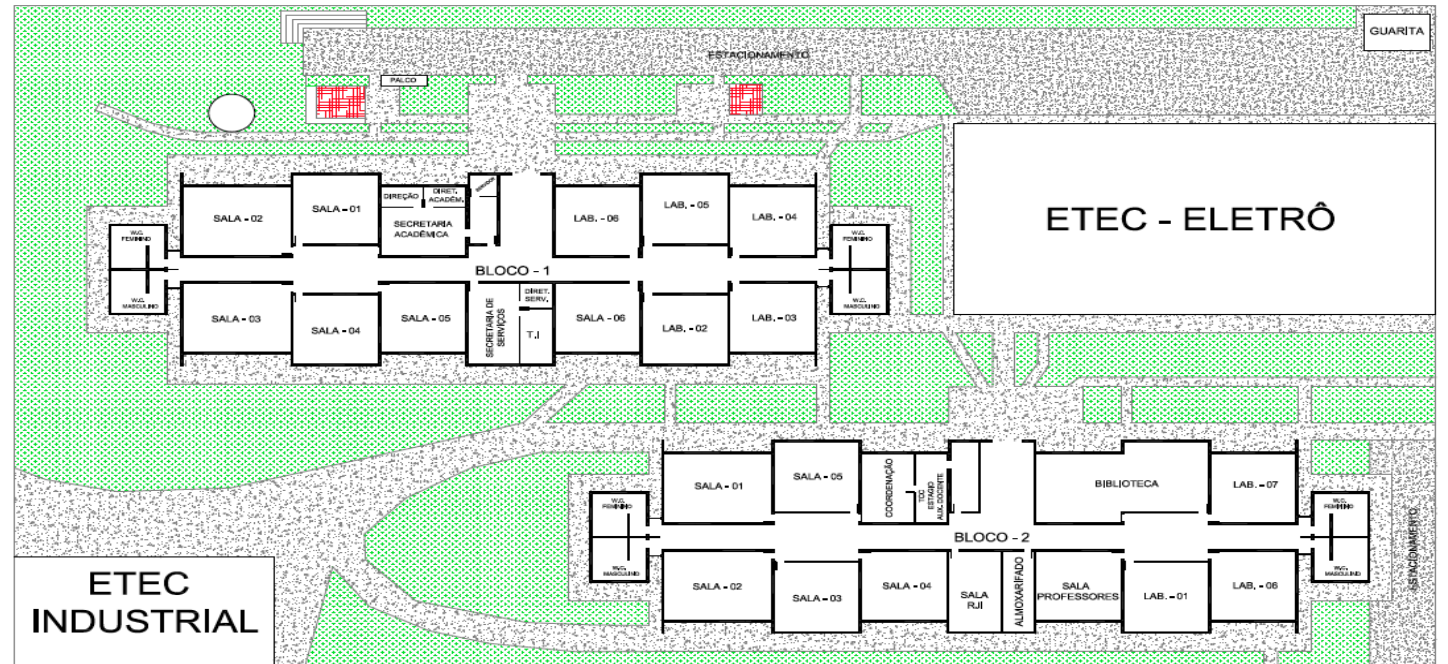 GUARITA
ESTACIONAMENTO
PALCO
ETEC - ELETRÔ
SALA - 02
SALA - 01
DIREÇÃO
DIRET.
ACADÊM.
SECRETARIA
ACADÊMICA
LAB. - 06
LAB. - 05
LAB. - 04
W.C.
FEMININO
W.C.
MASCULINO
BLOCO - 1
W.C.
FEMININO
W.C.
MASCULINO
SALA - 03
SALA - 04
SALA - 05
SECRETARIA DE
SERVIÇOS
DIRET.
SERV.
T.I
SALA - 06
LAB. - 02
LAB. - 03
SALA - 01
SALA - 05
COORDENAÇÃO
TCC
ESTÁGIO
AUX. DOCENTE
BIBLIOTECA
LAB. - 07
W.C.
FEMININO
W.C.
MASCULINO
BLOCO - 2
W.C.
FEMININO
W.C.
MASCULINO
ESTACIONAMENTO
SALA - 02
SALA - 03
SALA - 04
SALA
RJI
ALMOXARIFADO
SALA
PROFESSORES
LAB. - 01
LAB. - 06
ETEC
INDUSTRIAL